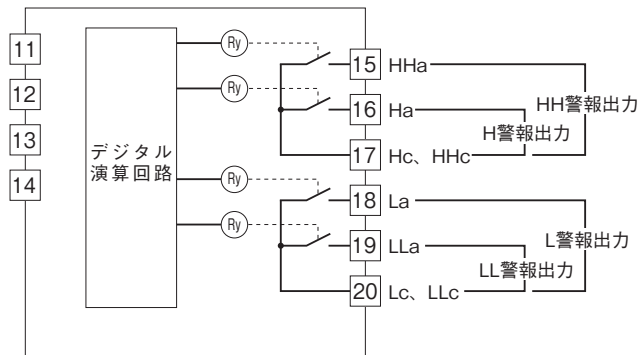 11
12
13
14
デジタル
演算回路
Ry
Ry
Ry
Ry
15 HHa
16 Ha
17 Hc、HHc
18 La
19 LLa
20 Lc、LLc
HH警報出力
H警報出力
L警報出力
LL警報出力